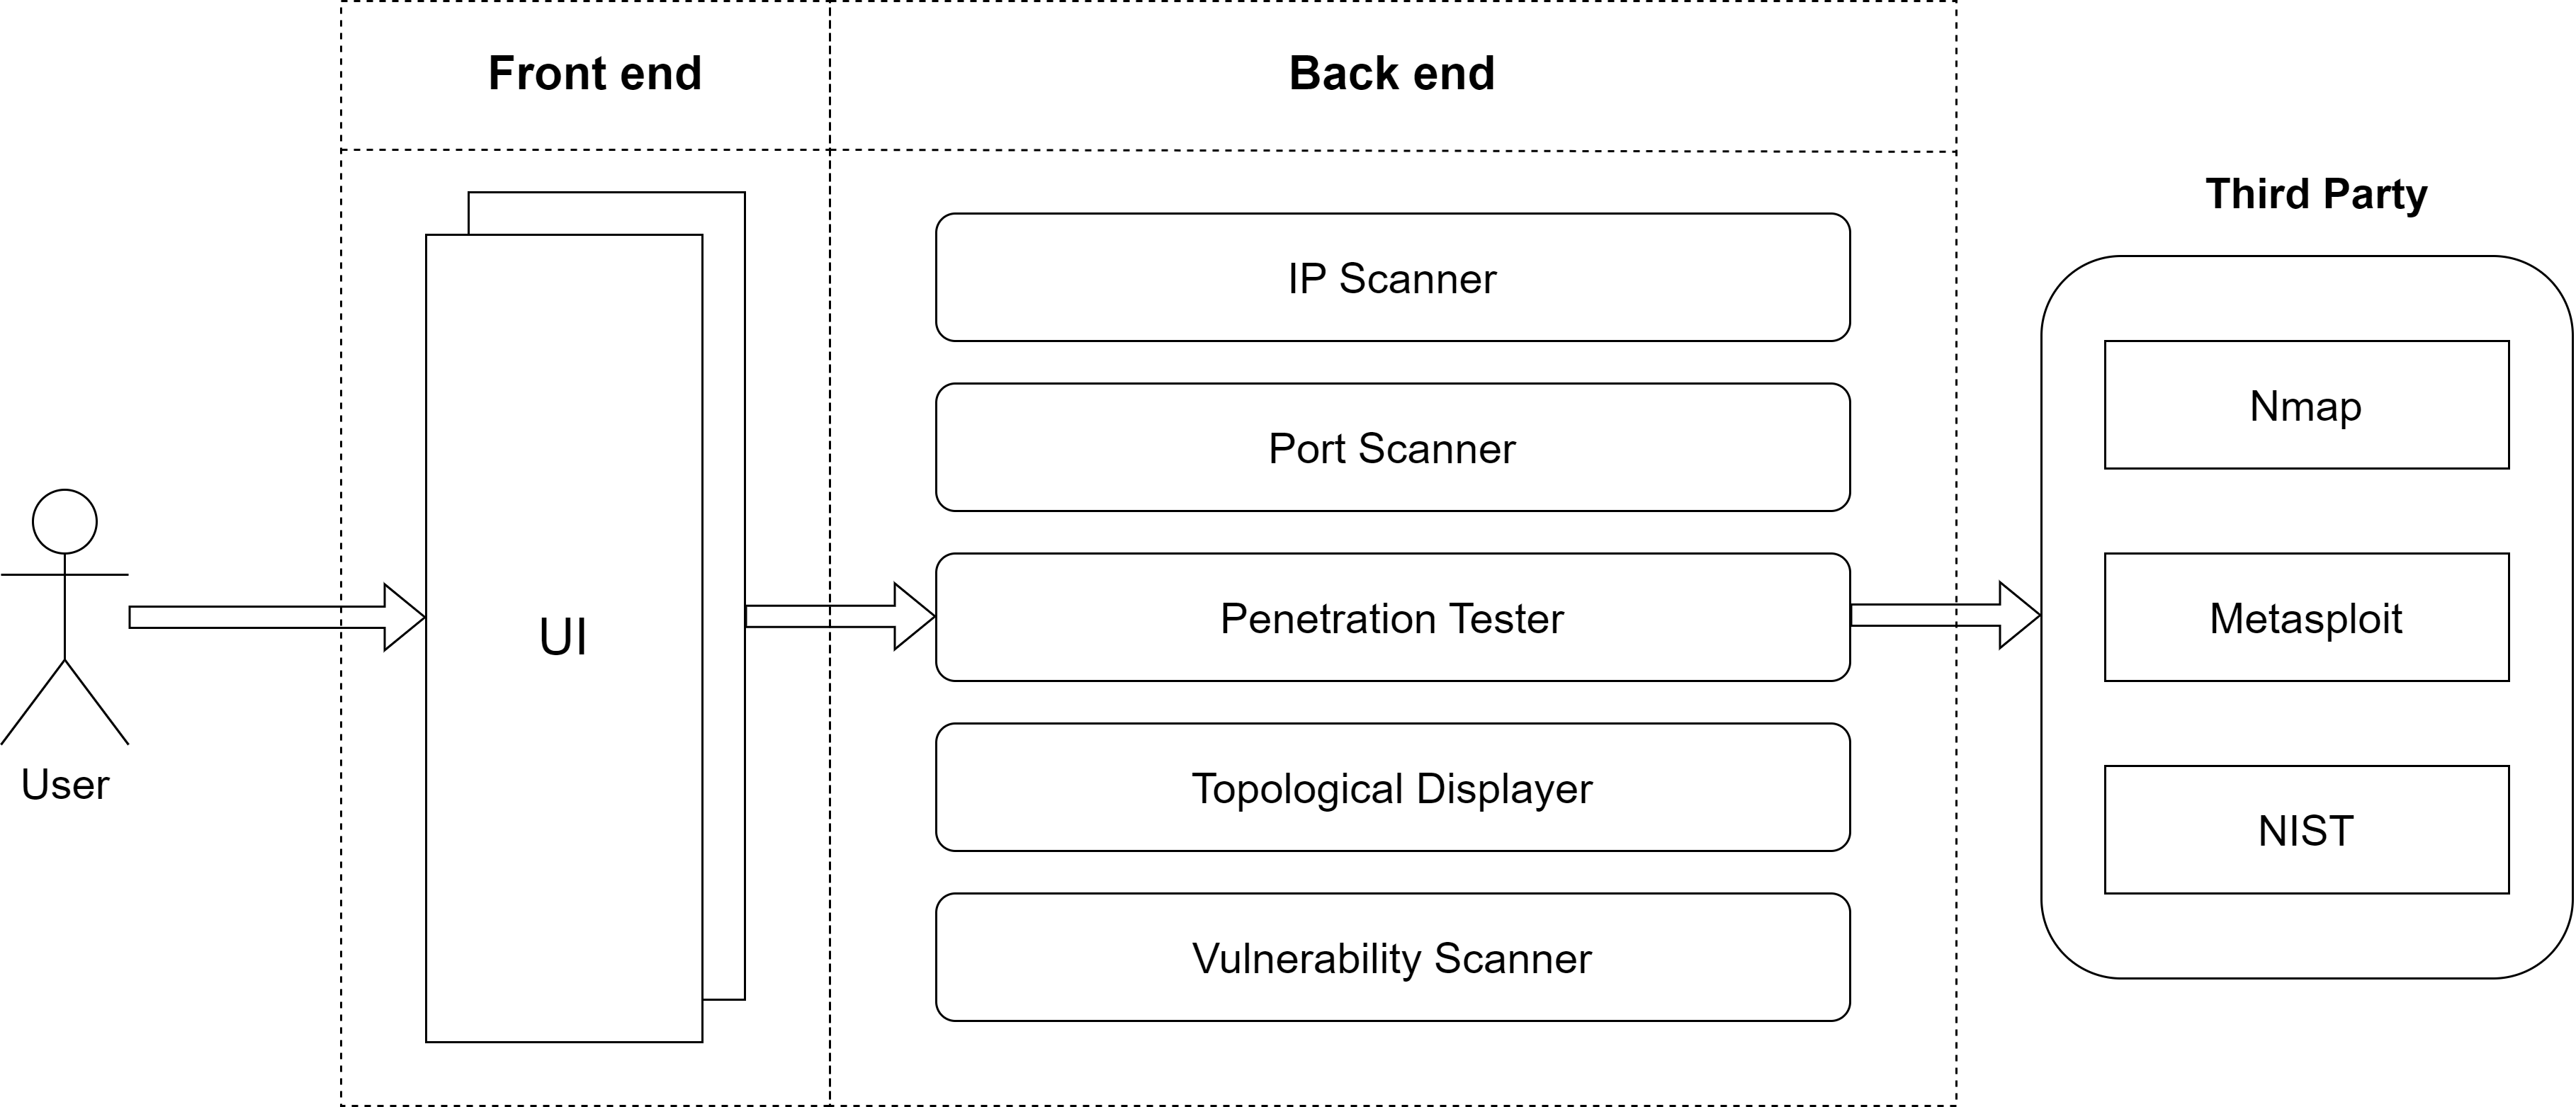 Front end
Back end
Third Party
IP Scanner
Port Scanner
Penetration Tester
Topological Displayer
Vulnerability Scanner
UI
User
Nmap
Metasploit
NIST